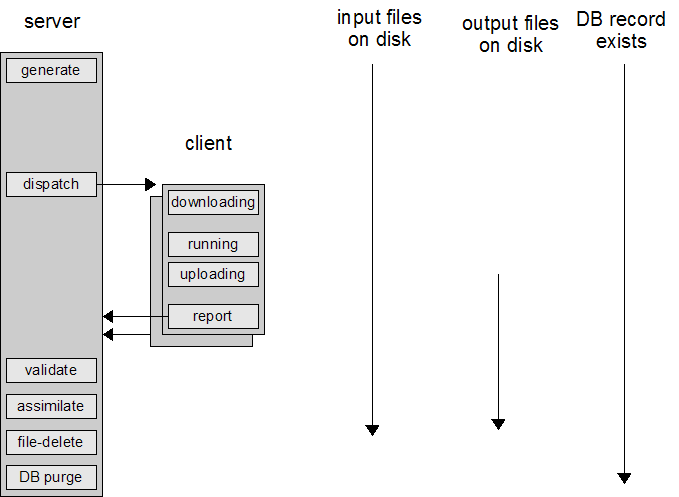 server
generate
dispatch
validate
assimilate
file-delete
DB purge
client
downloading
running
uploading
report
input files
on disk
output files
on disk
DB record
exists